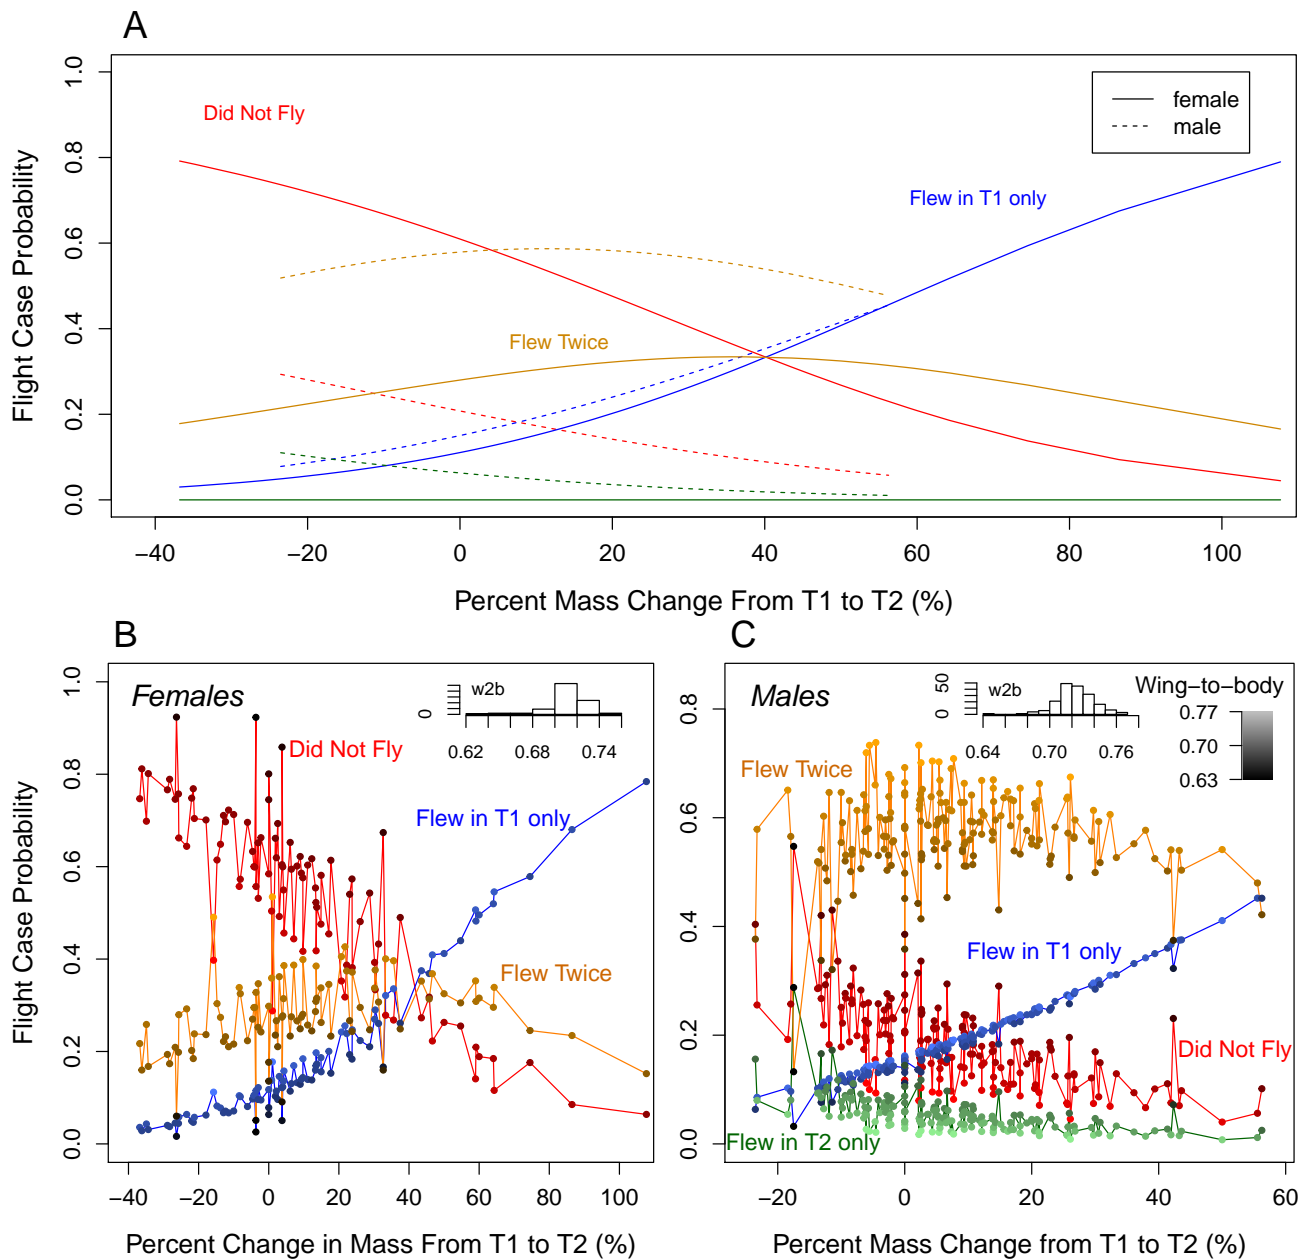 A
Did Not Fly
Flew in T1 only
Flew Twice
female
male
1.0
0.8
0.6
0.4
0.2
0.0
Flight Case Probability
−40 −20 0 20 40 60 80 100
Percent Mass Change From T1 to T2 (%)
B
Females
w2b
0
0.62 0.68 0.74
Did Not Fly
Flew in T1 only
Flew Twice
1.0
0.8
0.6
0.4
0.2
0.0
Flight Case Probability
−40 −20 0 20 40 60 80 100
Percent Change in Mass From T1 to T2 (%)
C
Males
w2b
50
0
0.64 0.70 0.76
Wing−to−body
0.77
0.70
0.63
Flew Twice
Flew in T1 only
Did Not Fly
Flew in T2 only
0.8
0.6
0.4
0.2
0.0
−20 0 20 40 60
Percent Mass Change from T1 to T2 (%)